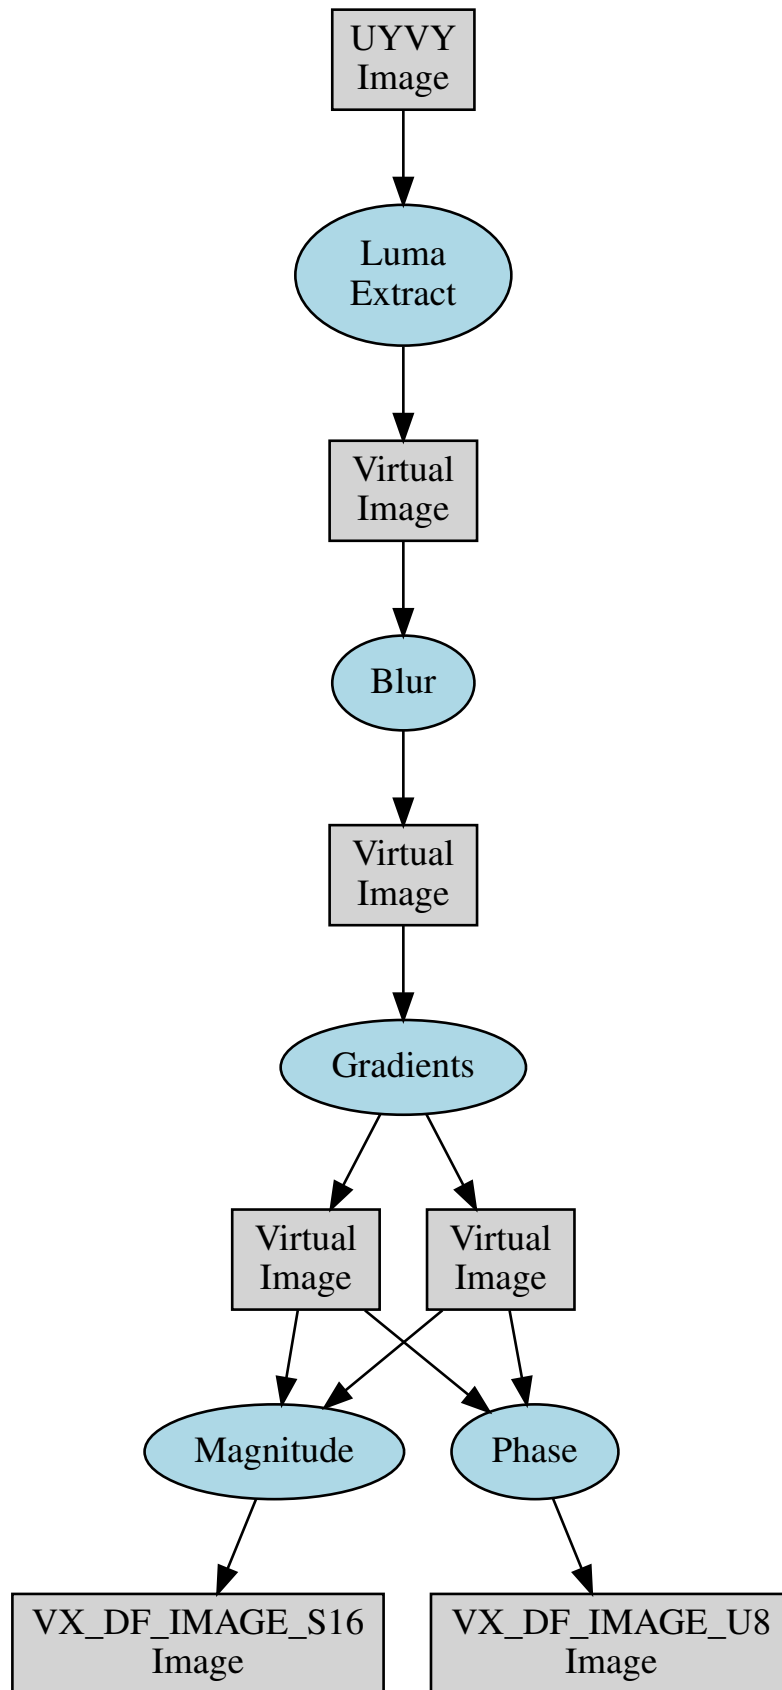 UYVY
Image
Luma
Extract
Virtual
Image
Blur
Virtual
Image
Gradients
Virtual
Image
Virtual
Image
Magnitude
Phase
VX_DF_IMAGE_S16
Image
VX_DF_IMAGE_U8
Image